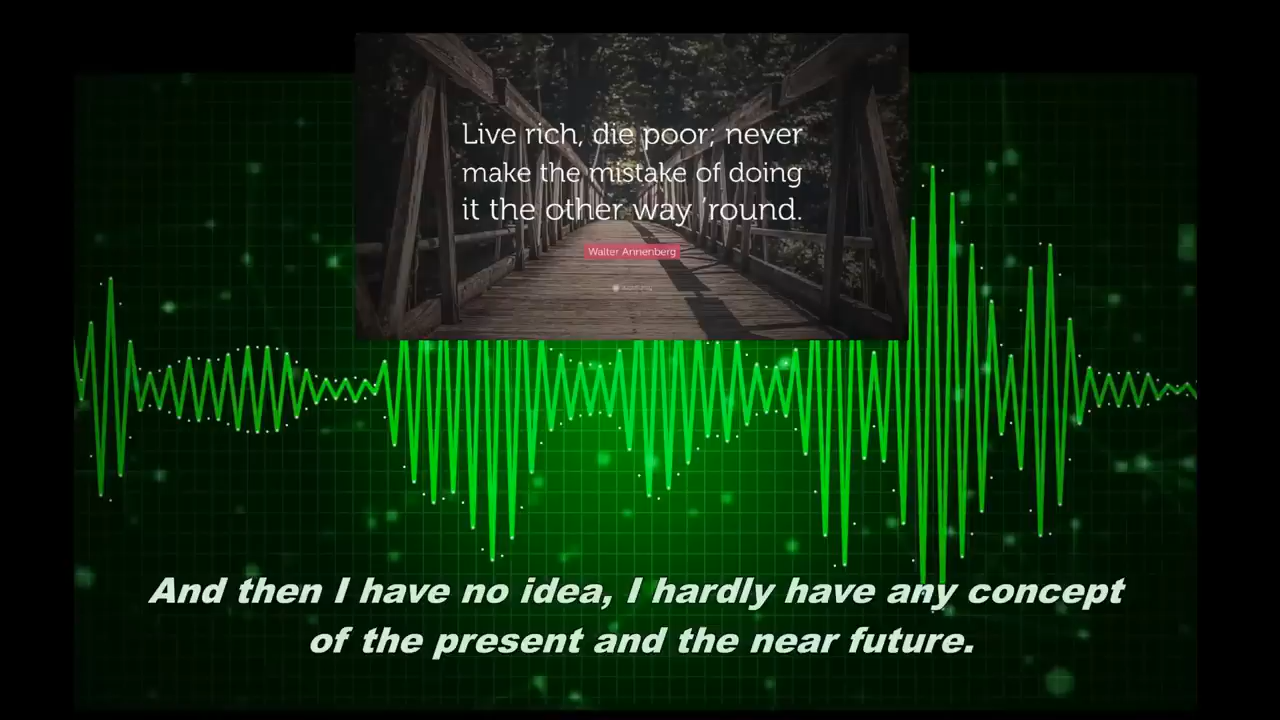 Live rich, die poor; never
make the mistake of doing
it the other way ’round.
Walter Annenberg
And then I have no idea, I hardly have any concept
of the present and the near future.